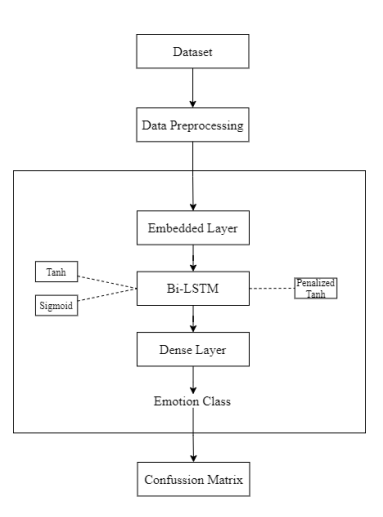 Dataset
Data Preprocessing
Embedded Layer
Tanh
Sigmoid
Bi-LSTM
Penalized
Tanh
Dense Layer
Emotion Class
Confussion Matrix